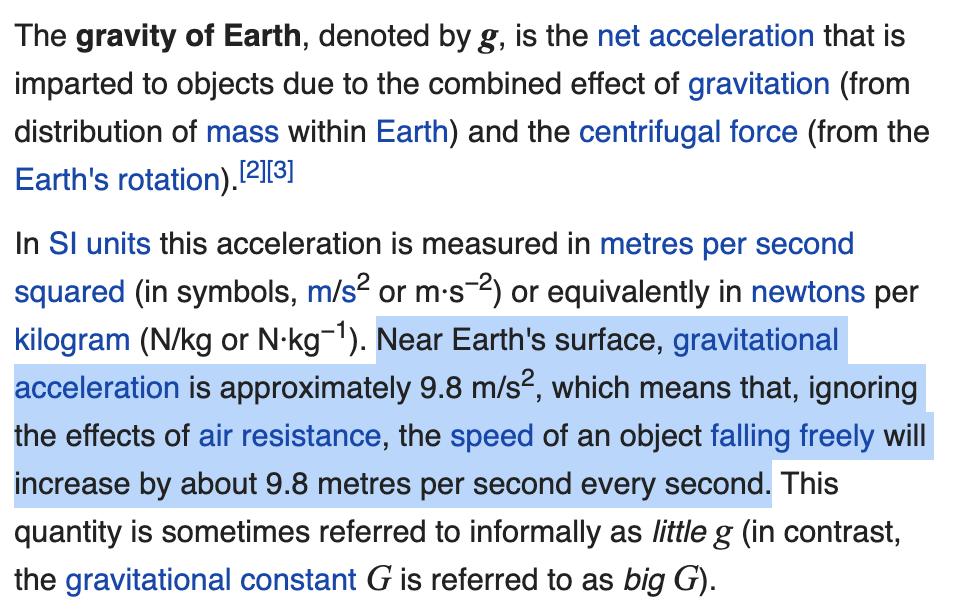 The gravity of Earth, denoted by g, is the net acceleration that is
imparted to objects due to the combined effect of gravitation (from
distribution of mass within Earth) and the centrifugal force (from the
Earth's rotation).[2][3]
In SI units this acceleration is measured in metres per second
squared (in symbols, m/s² or m·s⁻²) or equivalently in newtons per
kilogram (N/kg or N·kg⁻¹). Near Earth's surface, gravitational
acceleration is approximately 9.8 m/s², which means that, ignoring
the effects of air resistance, the speed of an object falling freely will
increase by about 9.8 metres per second every second. This
quantity is sometimes referred to informally as little g (in contrast,
the gravitational constant G is referred to as big G).